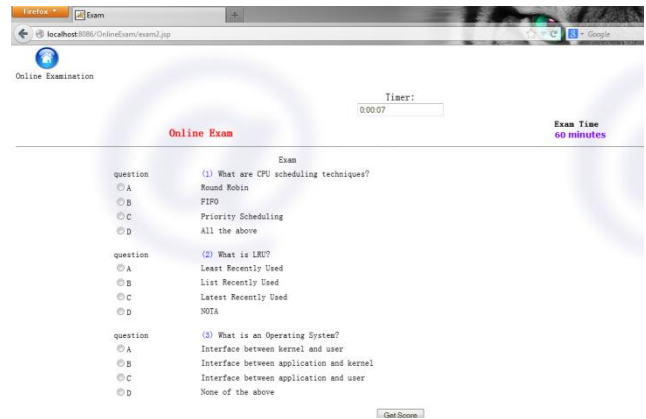 Firefox
Exam
localhost:8086/OnlineExam/exam2.jsp
Google
Online Examination
Timer:
0:00:07
Online Exam
Exam Time
60 minutes
Exam
question (1) What are CPU scheduling techniques?
A Round Robin
B FIFO
C Priority Scheduling
D All the above
question (2) What is LRU?
A Least Recently Used
B List Recently Used
C Latest Recently Used
D NOTA
question (3) What is an Operating System?
A Interface between kernel and user
B Interface between application and kernel
C Interface between application and user
D None of the above
Get Score